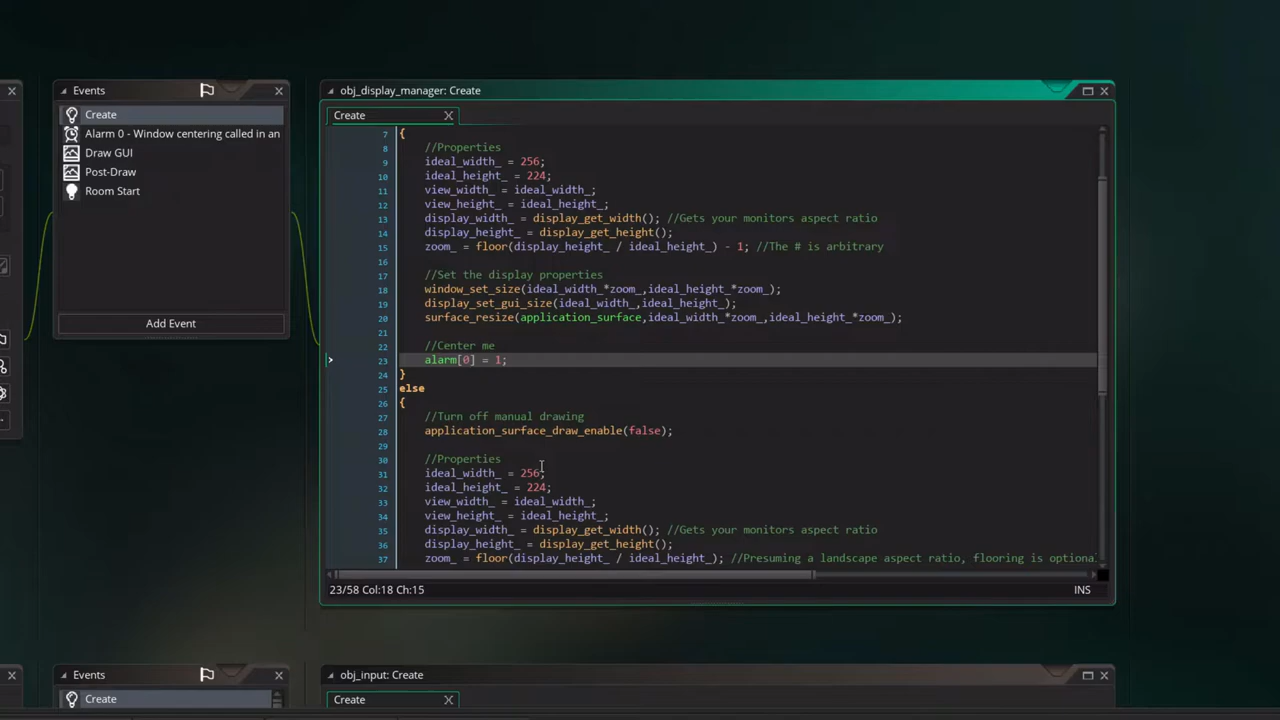 Events
Create
Alarm 0 - Window centering called in an
Draw GUI
Post-Draw
Room Start
Add Event
obj_display_manager: Create
Create
7 {
8 //Properties
9 ideal_width_ = 256;
10 ideal_height_ = 224;
11 view_width_ = ideal_width_;
12 view_height_ = ideal_height_;
13 display_width_ = display_get_width(); //Gets your monitors aspect ratio
14 display_height_ = display_get_height();
15 zoom_ = floor(display_height_ / ideal_height_) - 1; //The # is arbitrary
16
17 //Set the display properties
18 window_set_size(ideal_width_*zoom_,ideal_height_*zoom_);
19 display_set_gui_size(ideal_width_,ideal_height_);
20 surface_resize(application_surface,ideal_width_*zoom_,ideal_height_*zoom_);
21
22 //Center me
23 alarm[0] = 1;
24 }
25 else
26 {
27 //Turn off manual drawing
28 application_surface_draw_enable(false);
29
30 //Properties
31 ideal_width_ = 256;
32 ideal_height_ = 224;
33 view_width_ = ideal_width_;
34 view_height_ = ideal_height_;
35 display_width_ = display_get_width(); //Gets your monitors aspect ratio
36 display_height_ = display_get_height();
37 zoom_ = floor(display_height_ / ideal_height_); //Presuming a landscape aspect ratio, flooring is optiona
23/58 Col:18 Ch:15
INS
Events
Create
obj_input: Create
Create